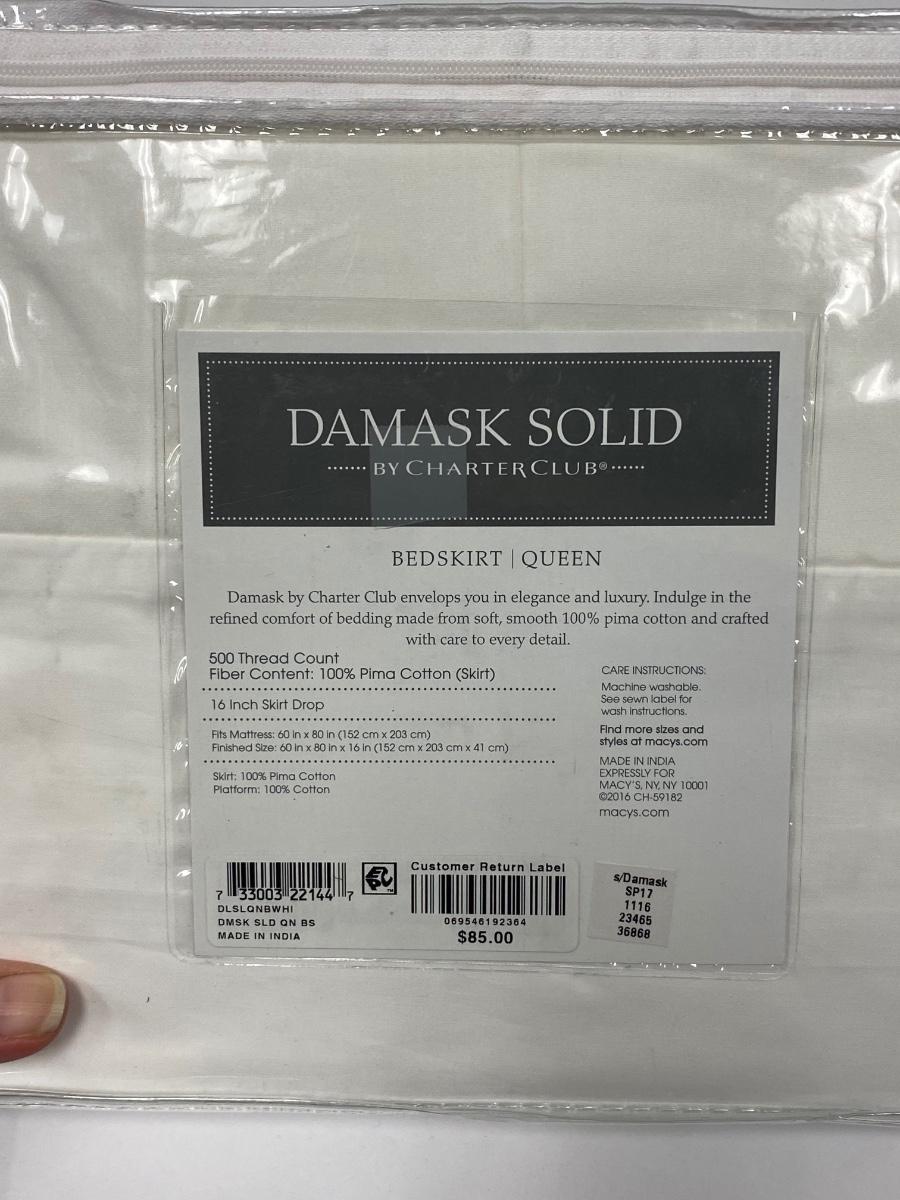 DAMASK SOLID
BY CHARTER CLUB®
BEDSKIRT | QUEEN
Damask by Charter Club envelops you in elegance and luxury. Indulge in the
refined comfort of bedding made from soft, smooth 100% pima cotton and crafted
with care to every detail.
500 Thread Count
Fiber Content: 100% Pima Cotton (Skirt)
16 Inch Skirt Drop
Fits Mattress: 60 in x 80 in (152 cm x 203 cm)
Finished Size: 60 in x 80 in x 16 in (152 cm x 203 cm x 41 cm)
Skirt: 100% Pima Cotton
Platform: 100% Cotton
CARE INSTRUCTIONS:
Machine washable.
See sewn label for
wash instructions.
Find more sizes and
styles at macys.com
MADE IN INDIA
EXPRESSLY FOR
MACY'S, NY, NY 10001
©2016 CH-59182
macys.com
7 33003 22144 7
DLSLQNBWHI
DMSK SLD QN BS
MADE IN INDIA
Customer Return Label
069546192364
$85.00
s/Damask
SP17
1116
23465
36868